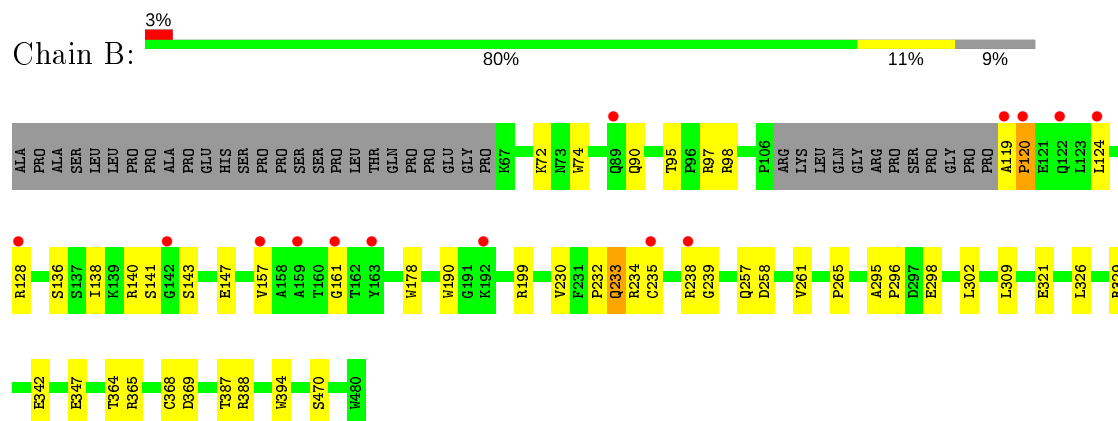 3%
Chain B:
80% 11% 9%
ALA PRO ALA SER LEU LEU PRO PRO ALA PRO GLU HIS SER PRO PRO SER SER PRO LEU THR GLN PRO PRO GLU GLY PRO K67 K72 N73 W74 Q89 Q90 T95 P96 R97 R98 P106 ARG LYS LEU GLN GLY ARG PRO SER PRO GLY PRO PRO A119 P120 E121 Q122 L123 L124
R128 S136 S137 I138 K139 R140 S141 G142 S143 E147 V157 A158 A159 T160 G161 T162 Y163 W178 W190 G191 K192 R199 V230 F231 P232 Q233 R234 C235 R238 G239 Q257 D258 V261 P265 A295 P296 D297 E298 L302 L309 E321 L326
E342 E347 T364 R365 C368 D369 T387 R388 W394 S470 W480